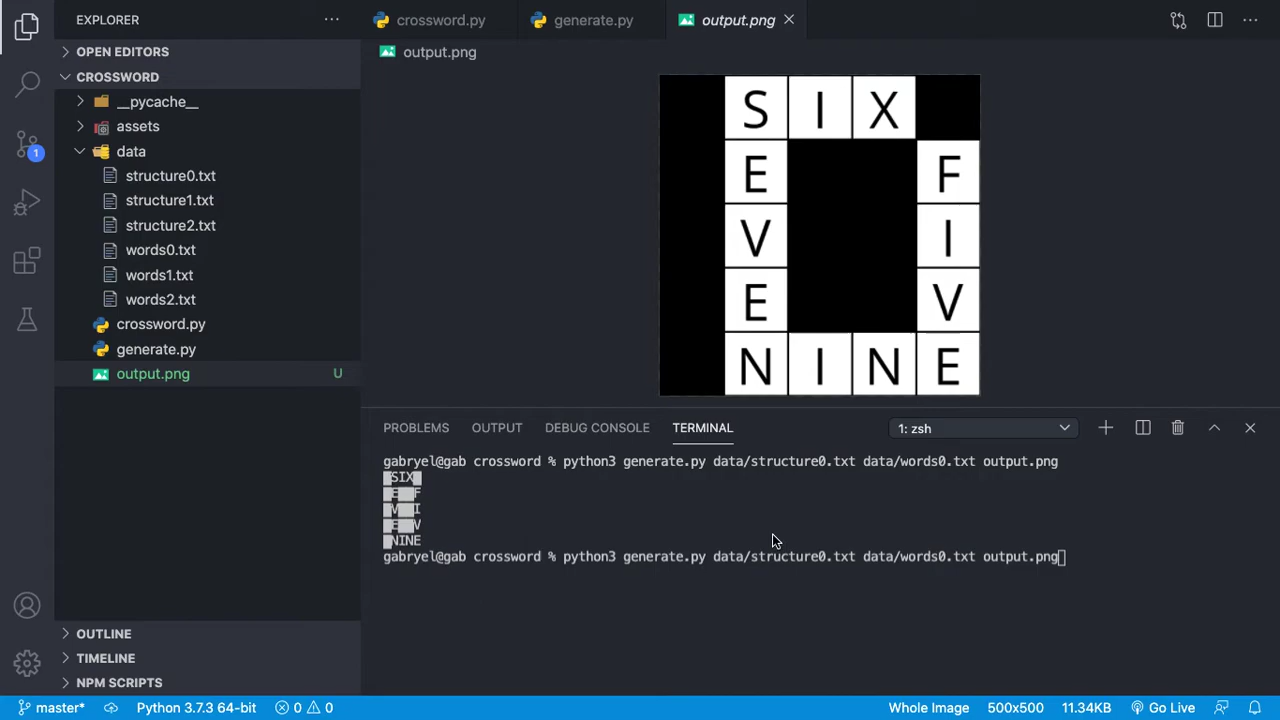 EXPLORER
OPEN EDITORS
CROSSWORD
__pycache__
assets
data
structure0.txt
structure1.txt
structure2.txt
words0.txt
words1.txt
words2.txt
crossword.py
generate.py
output.png U
OUTLINE
TIMELINE
NPM SCRIPTS
1
crossword.py generate.py output.png
output.png
S I X
E F
V I
E V
N I N E
PROBLEMS OUTPUT DEBUG CONSOLE TERMINAL 1: zsh
gabryel@gab crossword % python3 generate.py data/structure0.txt data/words0.txt output.png
█SIX█
█E██F
█V██I
█E██V
█NINE
gabryel@gab crossword % python3 generate.py data/structure0.txt data/words0.txt output.png
master* Python 3.7.3 64-bit 0 0 Whole Image 500x500 11.34KB Go Live